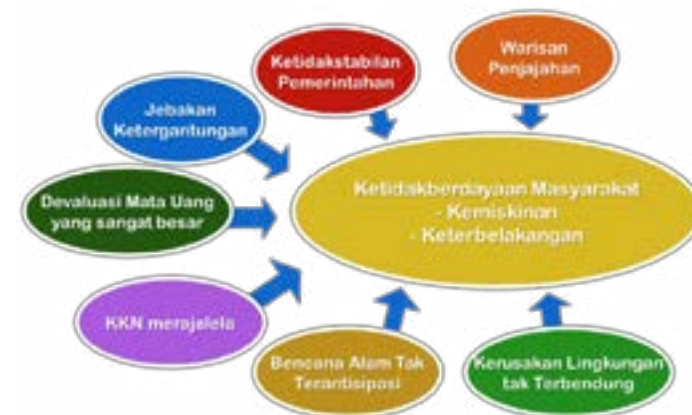 Ketidakstabilan
Pemerintahan
Warisan
Penjajahan
Jebakan
Ketergantungan
Devaluasi Mata Uang
yang sangat besar
Ketidakberdayaan Masyarakat
- Kemiskinan
- Keterbelakangan
KKN merajalela
Bencana Alam Tak
Terantisipasi
Kerusakan Lingkungan
tak Terbendung